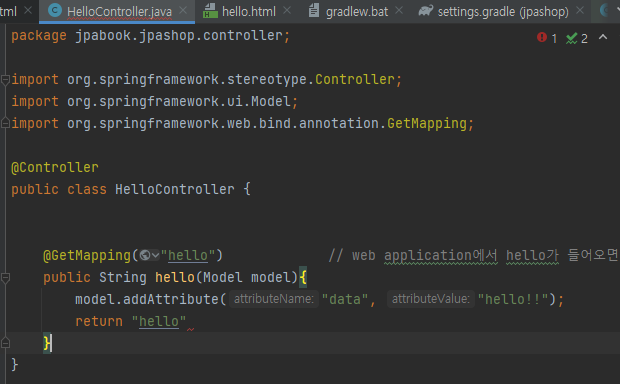 tml HelloController.java hello.html gradlew.bat settings.gradle (jpashop)
package jpabook.jpashop.controller; 1 2
import org.springframework.stereotype.Controller;
import org.springframework.ui.Model;
import org.springframework.web.bind.annotation.GetMapping;
@Controller
public class HelloController {
@GetMapping("hello") // web application에서 hello가 들어오면
public String hello(Model model){
model.addAttribute( attributeName: "data", attributeValue: "hello!!");
return "hello"
}
}